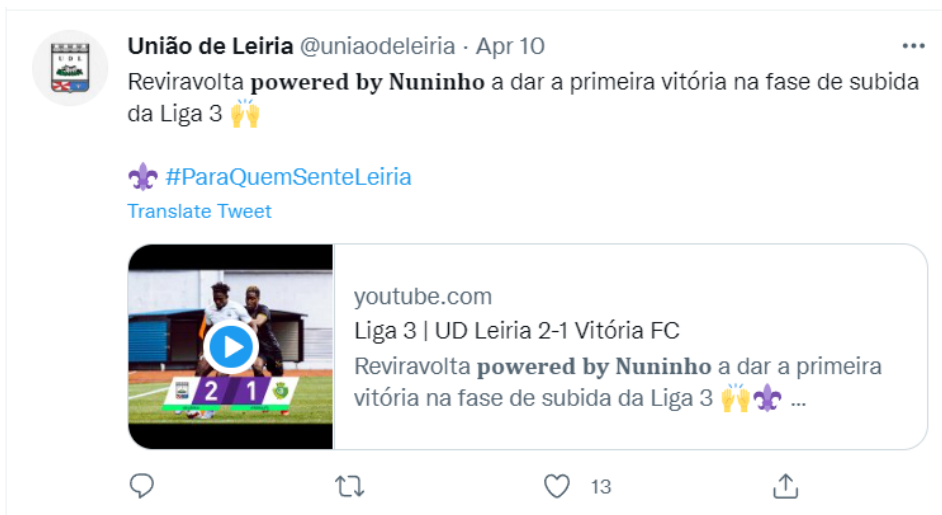 União de Leiria @uniaodeleiria · Apr 10
Reviravolta powered by Nuninho a dar a primeira vitória na fase de subida
da Liga 3 🙌
⚜️ #ParaQuemSenteLeiria
Translate Tweet
UDL
2 1
youtube.com
Liga 3 | UD Leiria 2-1 Vitória FC
Reviravolta powered by Nuninho a dar a primeira
vitória na fase de subida da Liga 3 🙌⚜️ ...
13